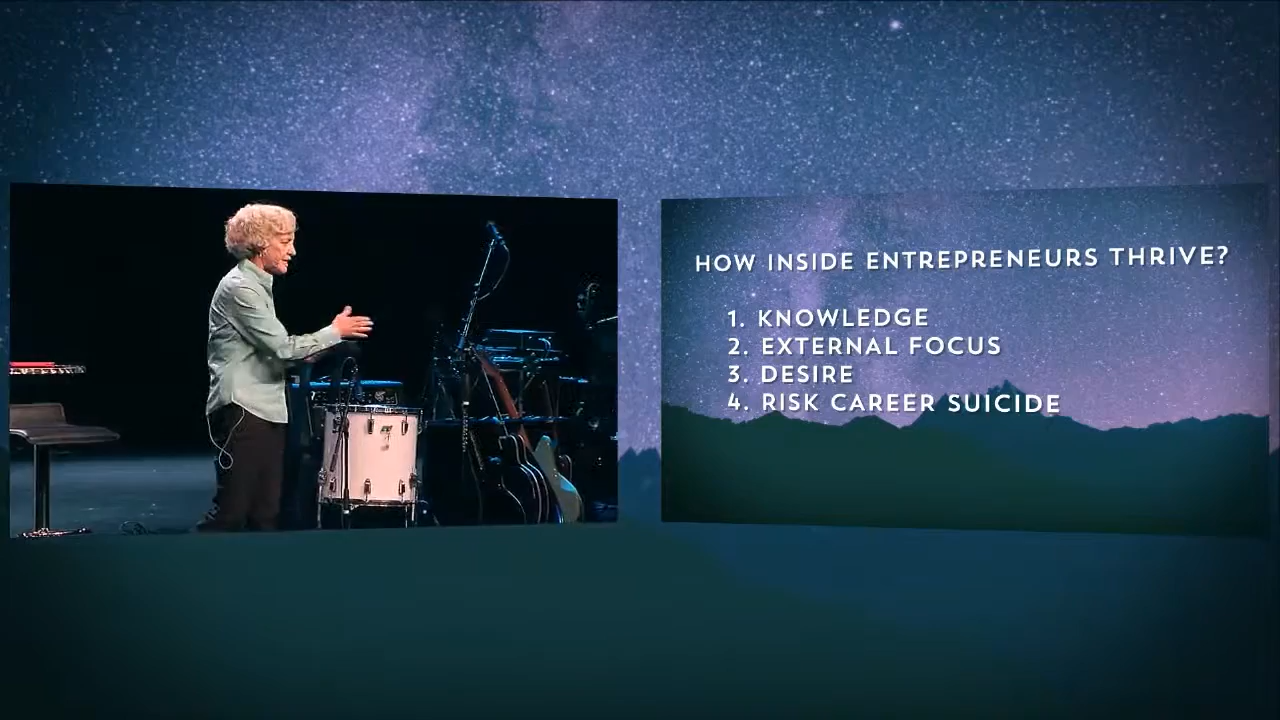 HOW INSIDE ENTREPRENEURS THRIVE?
1. KNOWLEDGE
2. EXTERNAL FOCUS
3. DESIRE
4. RISK CAREER SUICIDE